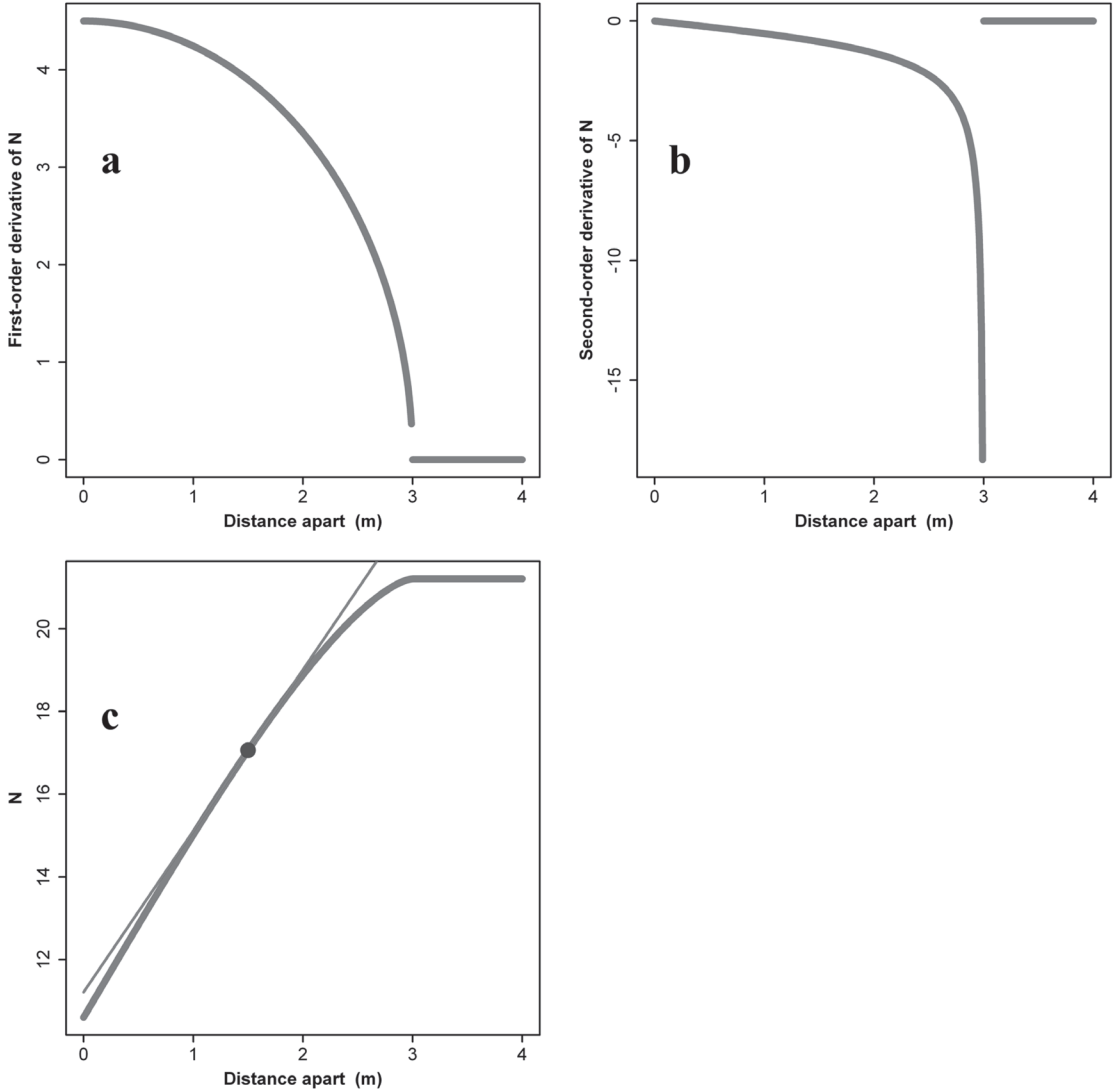 First-order derivative of N
4
3
2
1
0
a
0 1 2 3 4
Distance apart (m)
Second-order derivative of N
0
-5
-10
-15
b
0 1 2 3 4
Distance apart (m)
N
20
18
16
14
12
c
0 1 2 3 4
Distance apart (m)